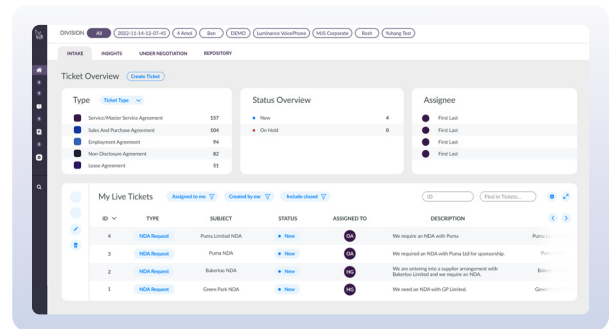 DIVISION All 2022-11-14-12-07-45 4 Amol Ben DEMO Luminance VoicePhone MJS Corporate Rosh Yuhang Test
INTAKE INSIGHTS UNDER NEGOTIATION REPOSITORY
Ticket Overview Create Ticket
Type Ticket Type
Service/Master Service Agreement 157
Sales And Purchase Agreement 104
Employment Agreement 94
Non-Disclosure Agreement 82
Lease Agreement 51
Status Overview
New 4
On Hold 0
Assignee
First Last
First Last
First Last
First Last
My Live Tickets Assigned to me Created by me Include closed ID Find in Tickets...
ID TYPE SUBJECT STATUS ASSIGNED TO DESCRIPTION
4 NDA Request Puma Limited NDA New OA We require an NDA with Puma
3 NDA Request Puma NDA New OA We required an NDA with Puma Ltd for sponsorship.
2 NDA Request Bakerloo NDA New HG We are entering into a supplier arrangement with
Bakerloo Limited and we require an NDA.
1 NDA Request Green Park NDA New HG We need an NDA with GP Limited.